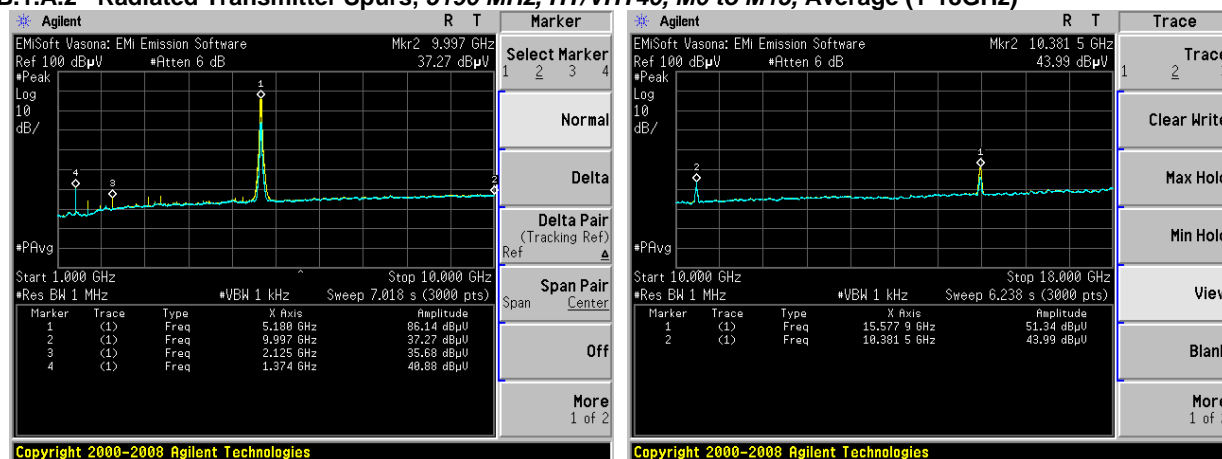 B.1.A.2 Radiated Transmitter Spurs, 5190 MHz, HT/VHT40, M0 to M15, Average (1-18GHz)
Agilent R T Marker
EMiSoft Vasona: EMi Emission Software Mkr2 9.997 GHz
Ref 100 dBµV #Atten 6 dB 37.27 dBµV
#Peak
Log
10
dB/
1
4
3
2
#PAvg
Start 1.000 GHz ^ Stop 10.000 GHz
#Res BW 1 MHz #VBW 1 kHz Sweep 7.018 s (3000 pts)
Marker Trace Type X Axis Amplitude
1 (1) Freq 5.180 GHz 86.14 dBµV
2 (1) Freq 9.997 GHz 37.27 dBµV
3 (1) Freq 2.125 GHz 35.68 dBµV
4 (1) Freq 1.374 GHz 40.88 dBµV
Select Marker
1 2 3 4
Normal
Delta
Delta Pair
(Tracking Ref)
Ref Δ
Span Pair
Span Center
Off
More
1 of 2
Copyright 2000-2008 Agilent Technologies
Agilent R T Trace
EMiSoft Vasona: EMi Emission Software Mkr2 10.381 5 GHz
Ref 100 dBµV #Atten 6 dB 43.99 dBµV
#Peak
Log
10
dB/
1
2
#PAvg
Start 10.000 GHz Stop 18.000 GHz
#Res BW 1 MHz #VBW 1 kHz Sweep 6.238 s (3000 pts)
Marker Trace Type X Axis Amplitude
1 (1) Freq 15.577 9 GHz 51.34 dBµV
2 (1) Freq 10.381 5 GHz 43.99 dBµV
Trace
1 2
Clear Write
Max Hold
Min Hold
View
Blank
More
1 of
Copyright 2000-2008 Agilent Technologies